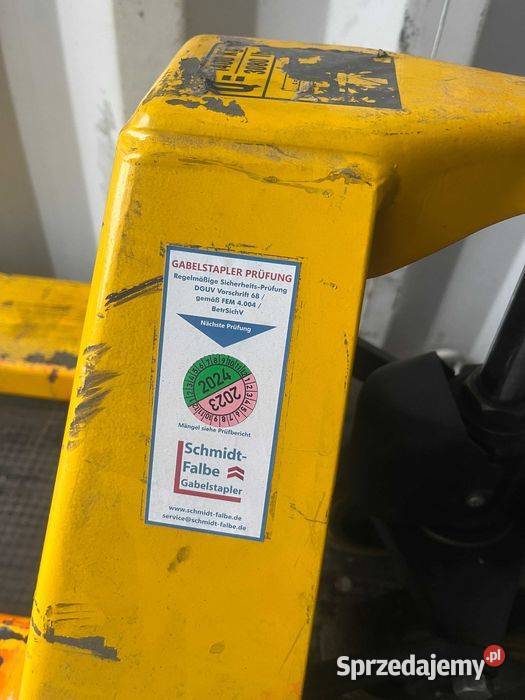 GABELSTAPLER PRÜFUNG
Regelmäßige Sicherheits-Prüfung
DGUV Vorschrift 68 /
gemäß FEM 4.004 /
BetrSichV
Nächste Prüfung
2024
2023
Mängel siehe Prüfbericht
Schmidt-
Falbe
Gabelstapler
www.schmidt-falbe.de
service@schmidt-falbe.de
Sprzedajemy.pl